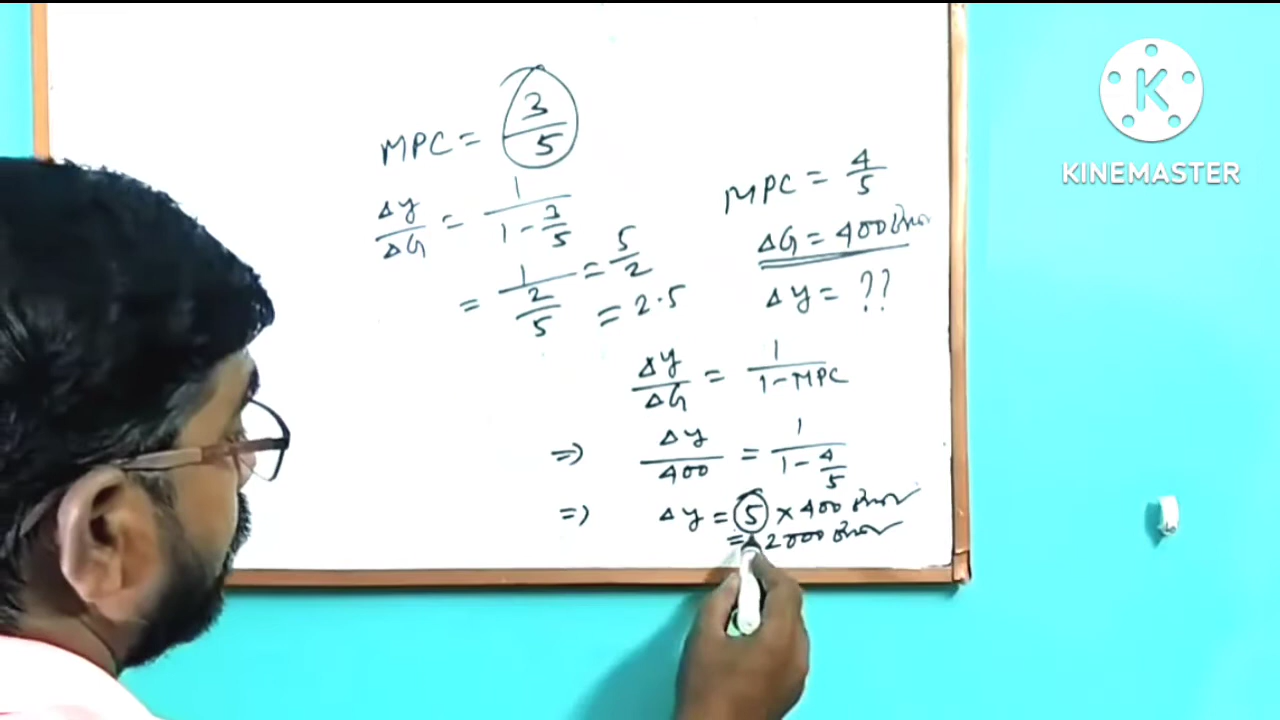 MPC = 3/5
ΔY/ΔG = 1/(1 - 3/5)
= 1/(2/5) = 5/2
= 2.5
MPC = 4/5
ΔG = 400
ΔY = ??
ΔY/ΔG = 1/(1 - MPC)
⇒ ΔY/400 = 1/(1 - 4/5)
⇒ ΔY = 5 × 400
= 2000
K
KINEMASTER